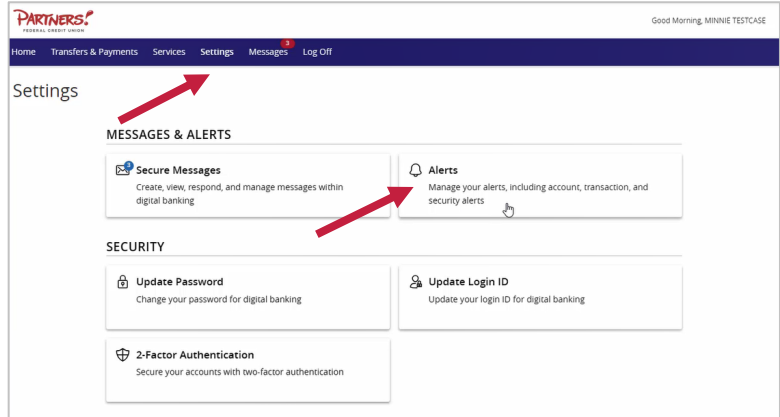 PARTNERS!
FEDERAL CREDIT UNION
Good Morning, MINNIE TESTCASE
Home Transfers & Payments Services Settings Messages 3 Log Off
Settings
MESSAGES & ALERTS
3
Secure Messages
Create, view, respond, and manage messages within
digital banking
Alerts
Manage your alerts, including account, transaction, and
security alerts
SECURITY
Update Password
Change your password for digital banking
Update Login ID
Update your login ID for digital banking
2-Factor Authentication
Secure your accounts with two-factor authentication